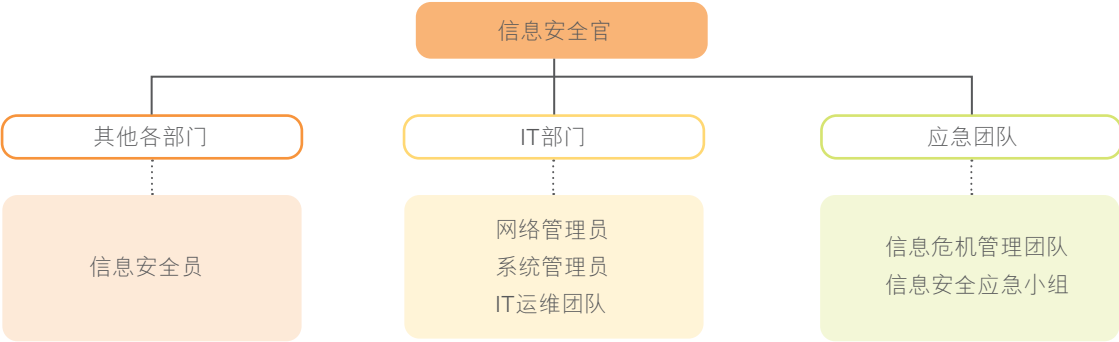 信息安全官
其他各部门
IT部门
应急团队
信息安全员
网络管理员
系统管理员
IT运维团队
信息危机管理团队
信息安全应急小组